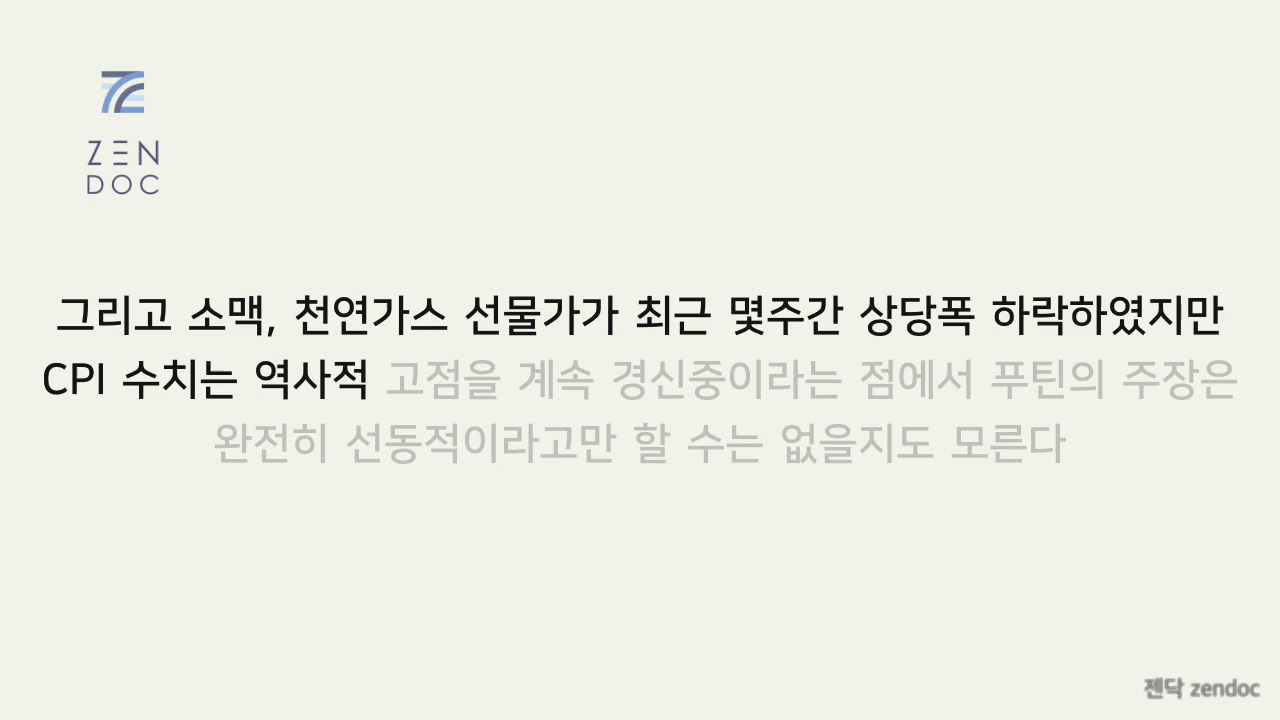 ZEN
DOC
그리고 소맥, 천연가스 선물가가 최근 몇주간 상당폭 하락하였지만
CPI 수치는 역사적 고점을 계속 경신중이라는 점에서 푸틴의 주장은
완전히 선동적이라고만 할 수는 없을지도 모른다
젠닥 zendoc